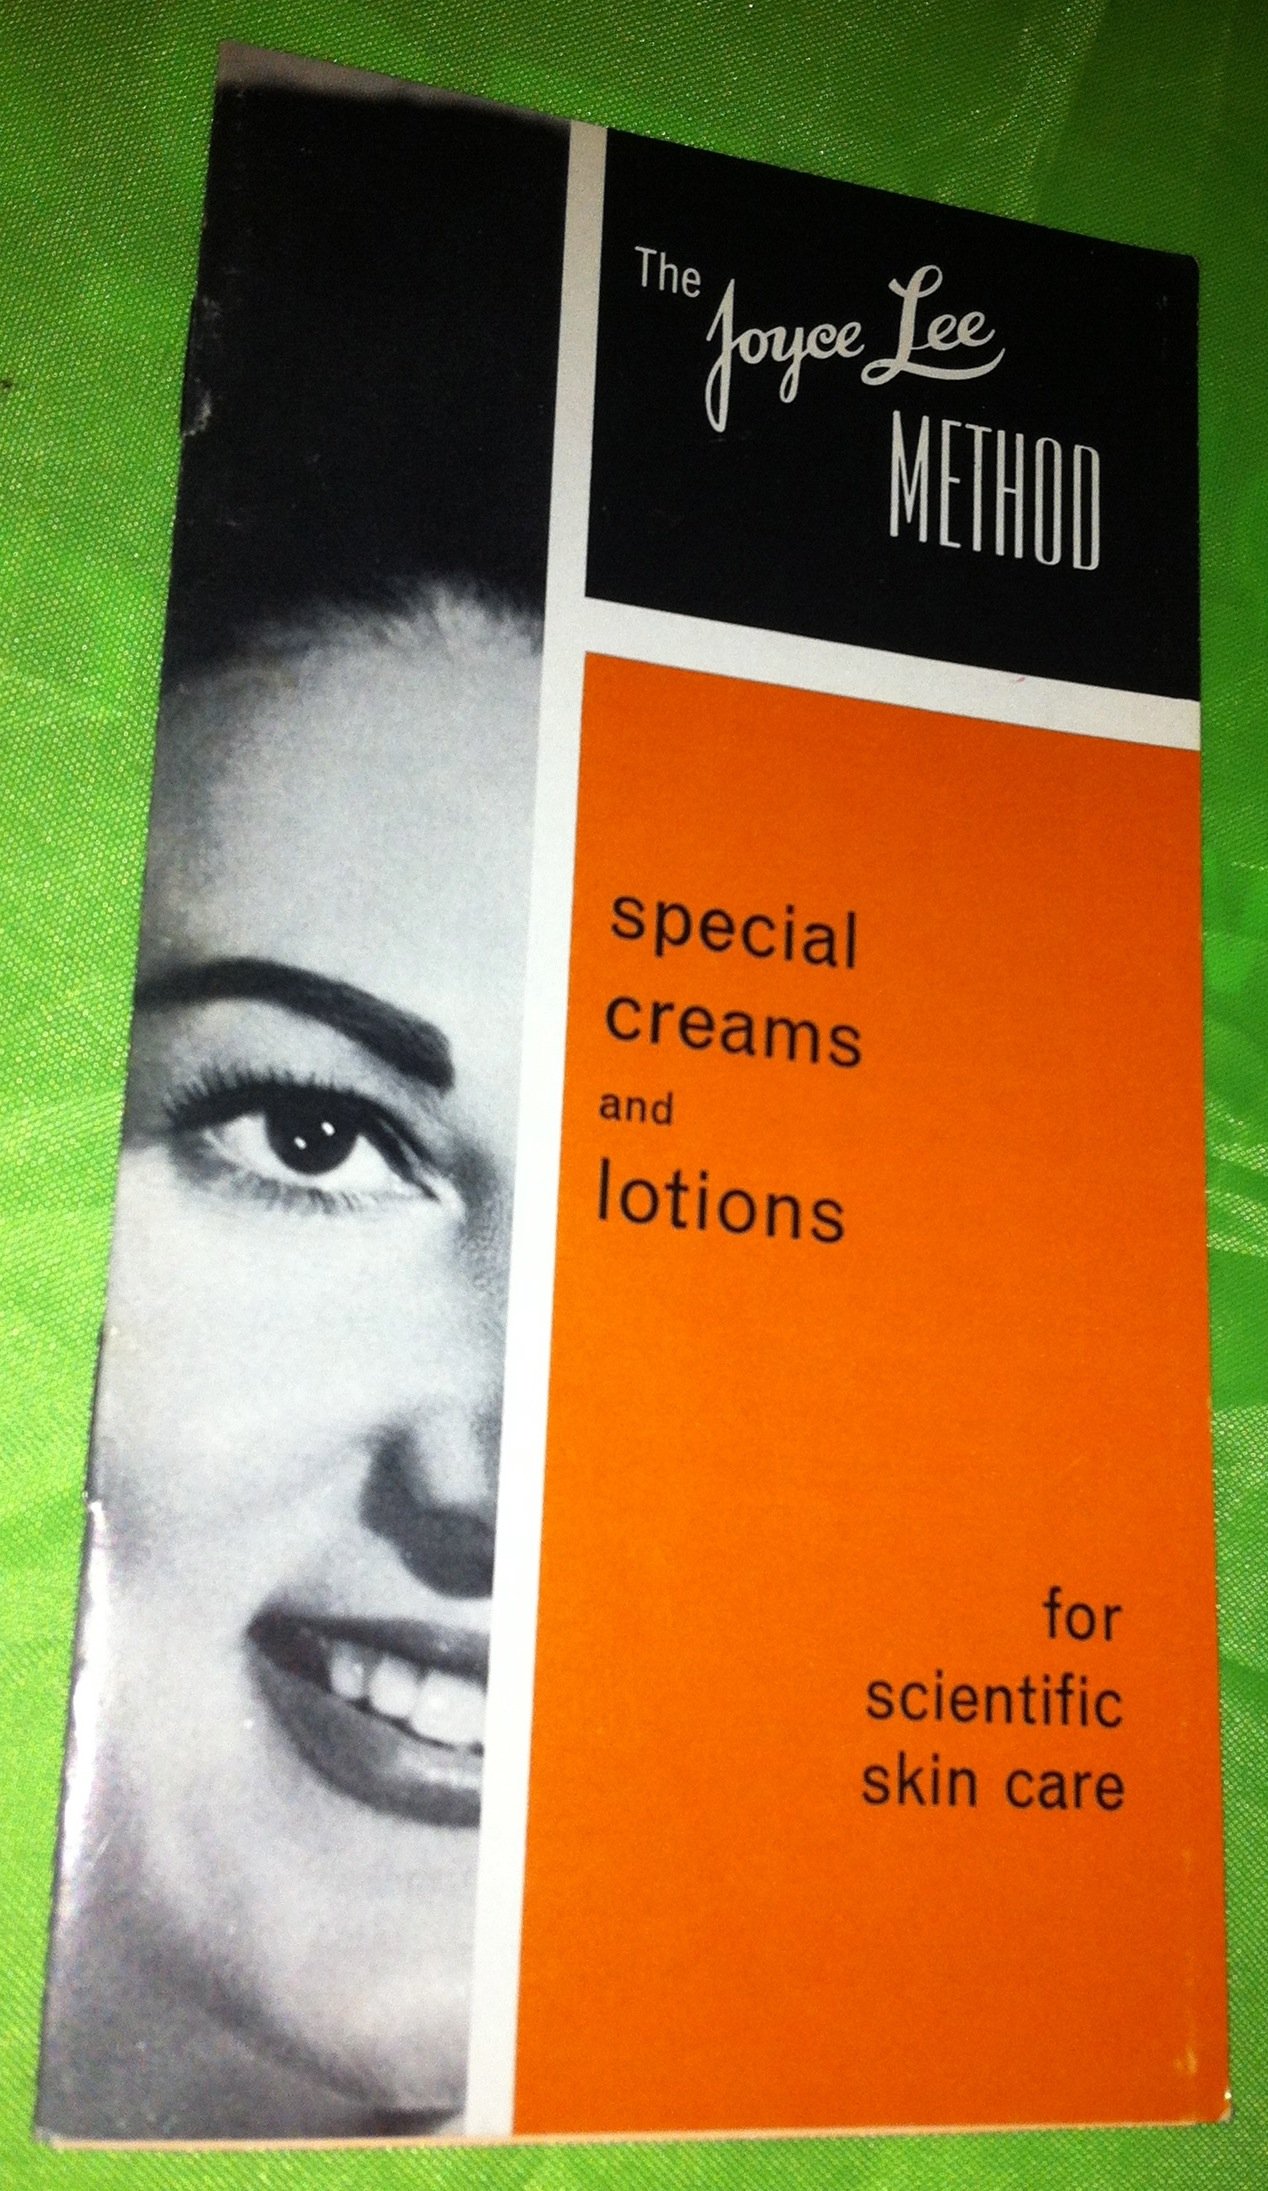 The
Joyce Lee
METHOD
special
creams
and
lotions
for
scientific
skin care